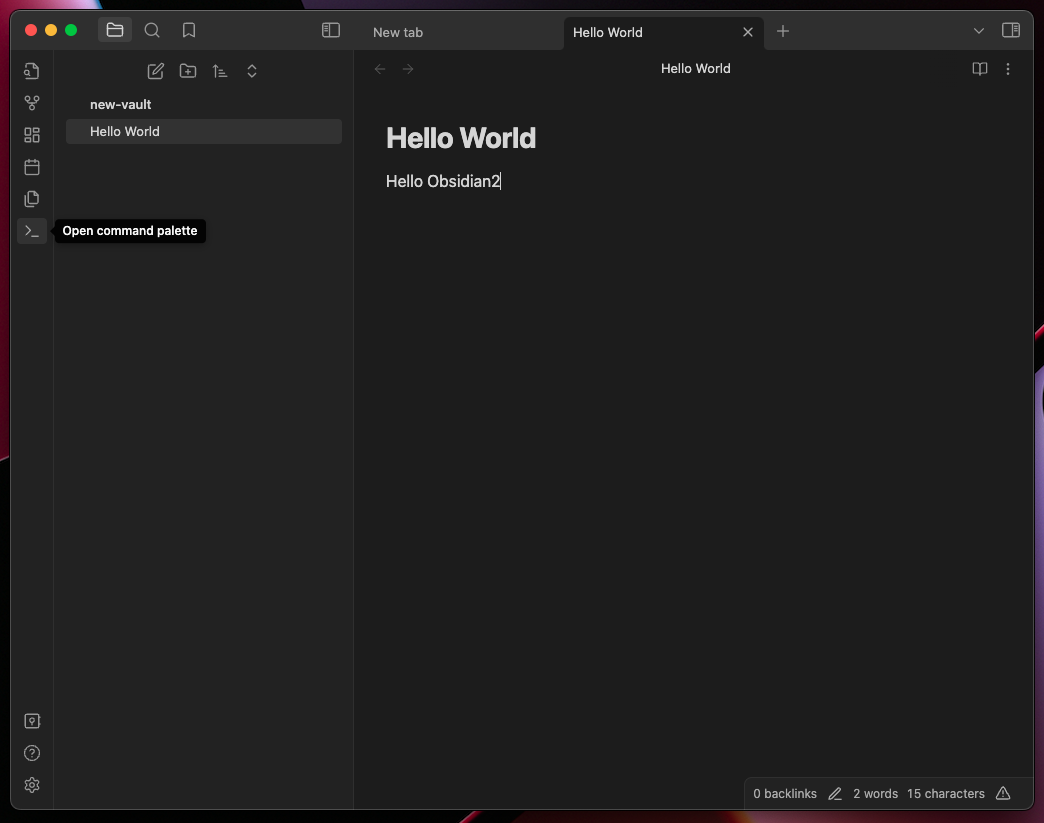 New tab
Hello World
Hello World
new-vault
Hello World
Hello World
Hello Obsidian2
Open command palette
0 backlinks 2 words 15 characters